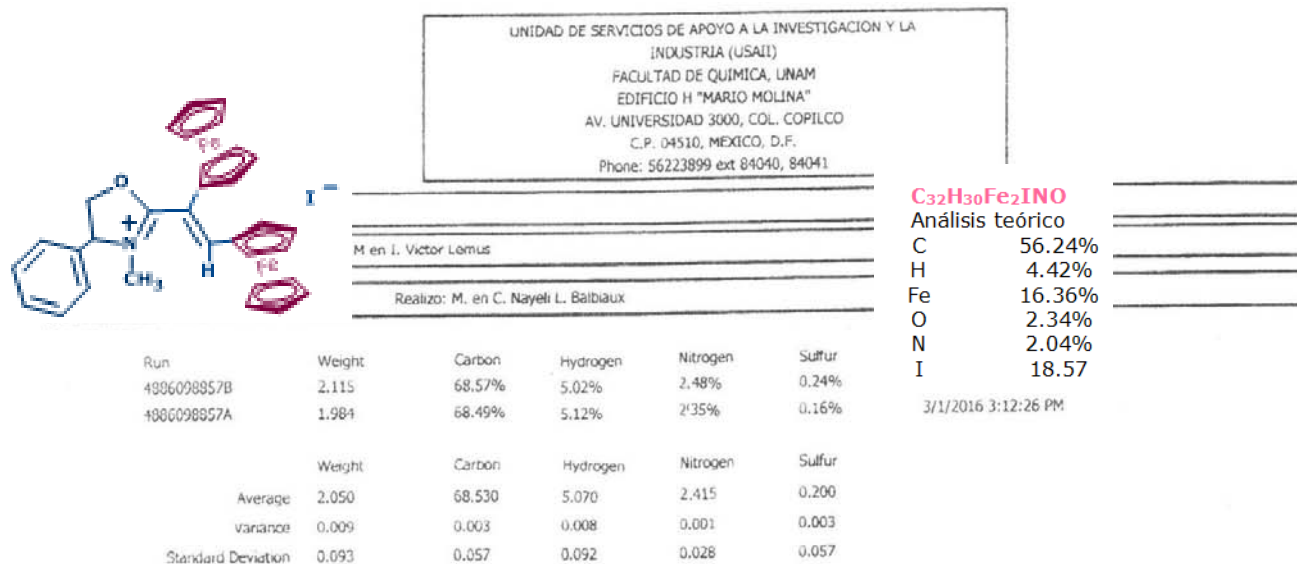 UNIDAD DE SERVICIOS DE APOYO A LA INVESTIGACION Y LA
INDUSTRIA (USAII)
FACULTAD DE QUIMICA, UNAM
EDIFICIO H "MARIO MOLINA"
AV. UNIVERSIDAD 3000, COL. COPILCO
C.P. 04510, MEXICO, D.F.
Phone: 56223899 ext 84040, 84041
Fe
O
I⁻
+
N
CH₃
H
Fe
M en I. Victor Lemus
Realizo: M. en C. Nayeli L. Balbiaux
C₃₂H₃₀Fe₂INO
Análisis teórico
C 56.24%
H 4.42%
Fe 16.36%
O 2.34%
N 2.04%
I 18.57
3/1/2016 3:12:26 PM
Run Weight Carbon Hydrogen Nitrogen Sulfur
4886098857B 2.115 68.57% 5.02% 2.48% 0.24%
4886098857A 1.984 68.49% 5.12% 2.35% 0.16%
Weight Carbon Hydrogen Nitrogen Sulfur
Average 2.050 68.530 5.070 2.415 0.200
Variance 0.009 0.003 0.008 0.001 0.003
Standard Deviation 0.093 0.057 0.092 0.028 0.057